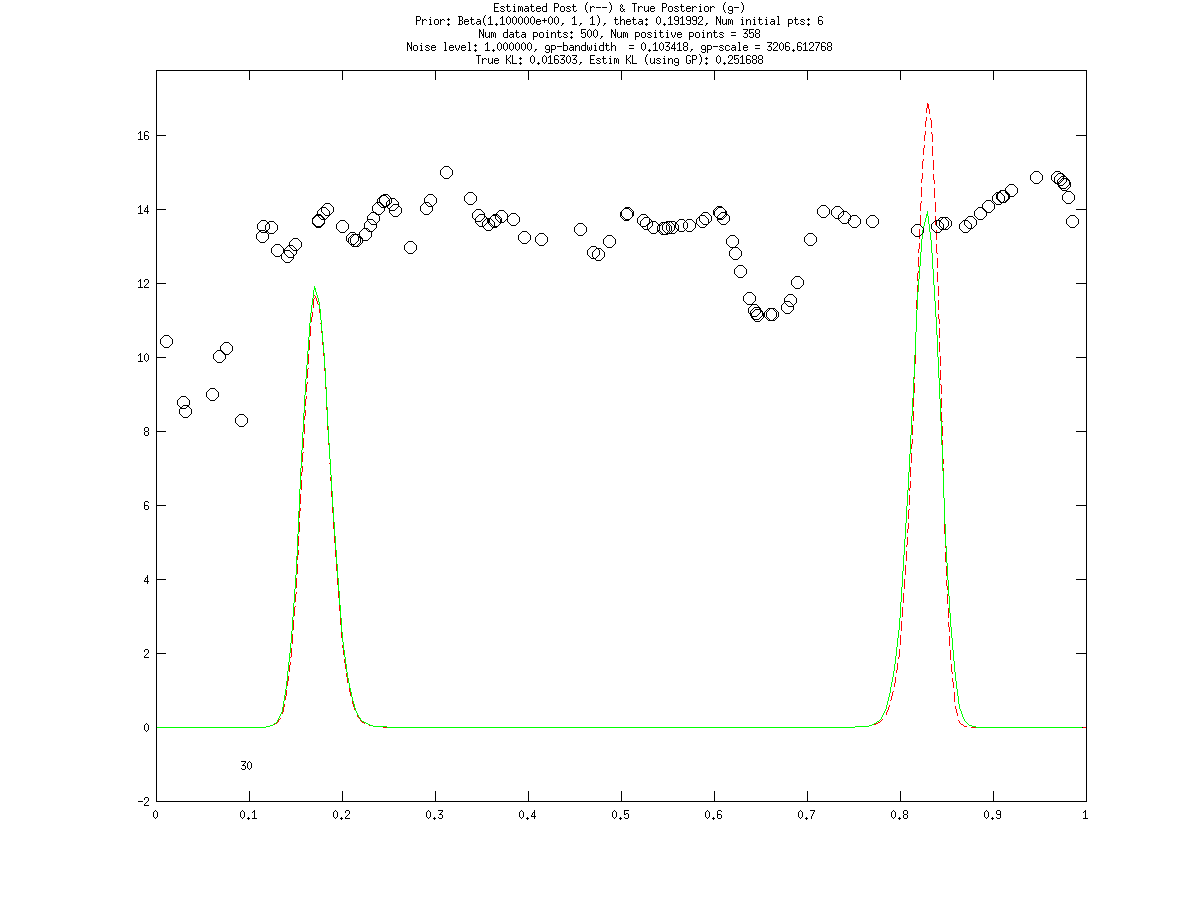 Estimated Post (r--) & True Posterior (g-)
Prior: Beta(1.100000e+00, 1, 1), theta: 0.191992, Num initial pts: 6
Num data points: 500, Num positive points = 358
Noise level: 1.000000, gp-bandwidth  = 0.103418, gp-scale = 3206.612768
True KL: 0.016303, Estim KL (using GP): 0.251688
16
14
12
10
8
6
4
2
0
30
-2
0 0.1 0.2 0.3 0.4 0.5 0.6 0.7 0.8 0.9 1